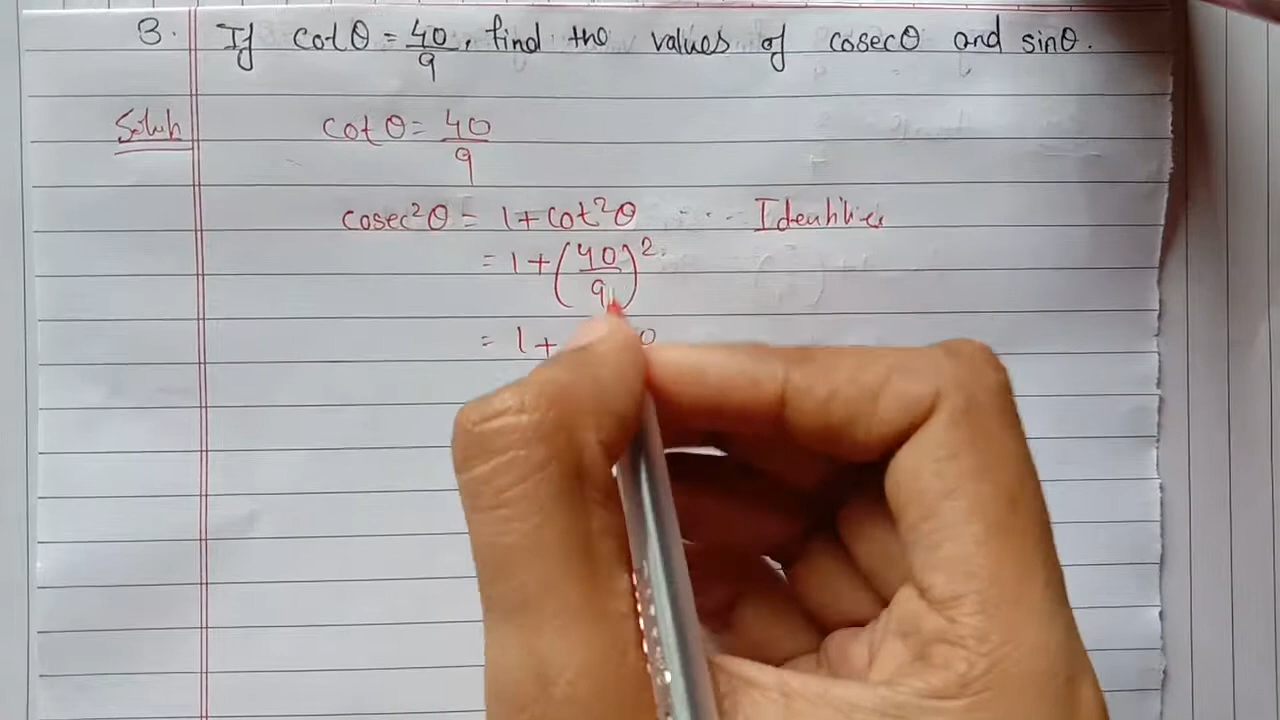 3. If cotθ = 40/9, find the values of cosecθ and sinθ.
Soluh cotθ = 40/9
cosec²θ = 1+cot²θ ... Identities
= 1+(40/9)²
= 1+